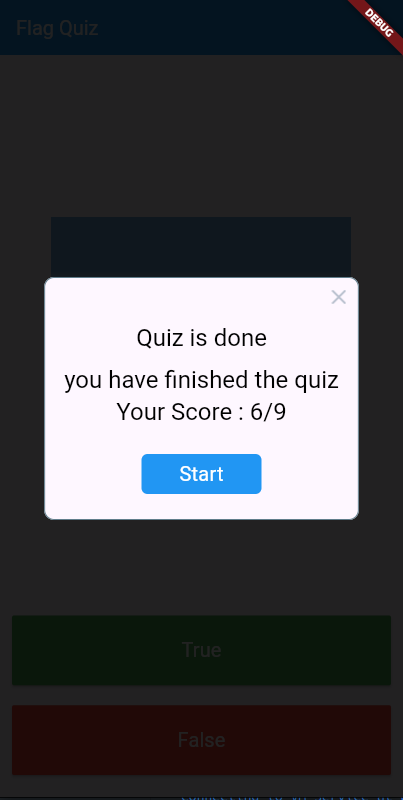 Flag Quiz
DEBUG
Quiz is done
you have finished the quiz
Your Score : 6/9
Start
True
False